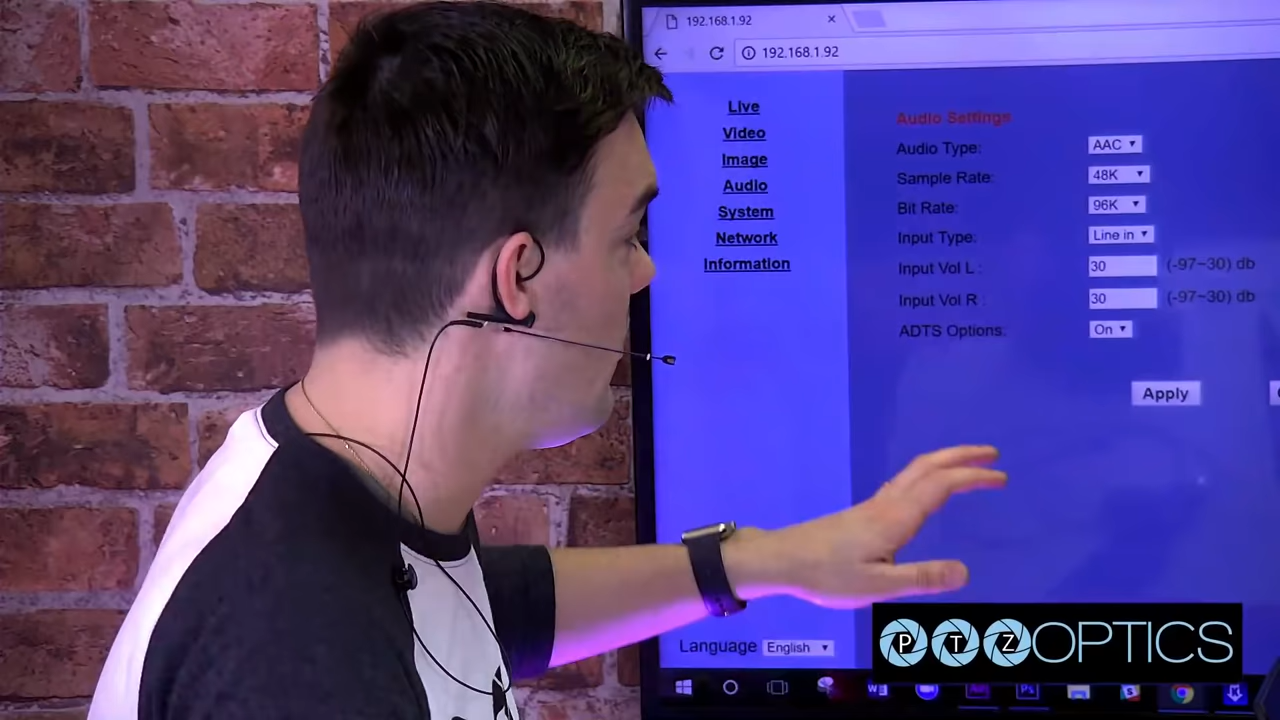 192.168.1.92
192.168.1.92
Live
Video
Image
Audio
System
Network
Information
Audio Settings
Audio Type: AAC
Sample Rate: 48K
Bit Rate: 96K
Input Type: Line in
Input Vol L : 30 (-97~30) db
Input Vol R : 30 (-97~30) db
ADTS Options: On
Apply
Language English
PTZOPTICS